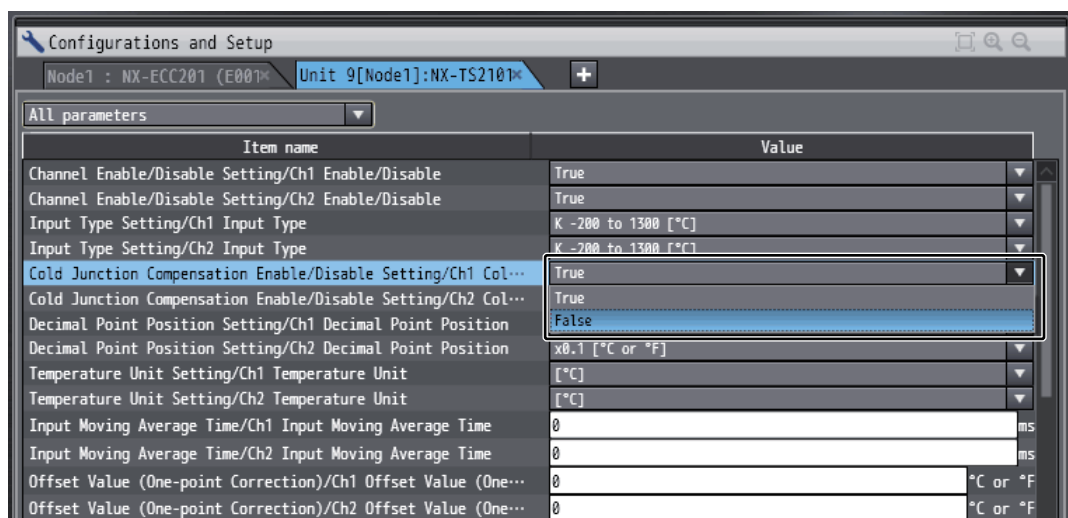 Configurations and Setup
Node1 : NX-ECC201 (E001× Unit 9[Node1]:NX-TS2101×
All parameters
Item name Value
Channel Enable/Disable Setting/Ch1 Enable/Disable True
Channel Enable/Disable Setting/Ch2 Enable/Disable True
Input Type Setting/Ch1 Input Type K -200 to 1300 [°C]
Input Type Setting/Ch2 Input Type K -200 to 1300 [°C]
Cold Junction Compensation Enable/Disable Setting/Ch1 Col… True
Cold Junction Compensation Enable/Disable Setting/Ch2 Col… True
Decimal Point Position Setting/Ch1 Decimal Point Position False
Decimal Point Position Setting/Ch2 Decimal Point Position x0.1 [°C or °F]
Temperature Unit Setting/Ch1 Temperature Unit [°C]
Temperature Unit Setting/Ch2 Temperature Unit [°C]
Input Moving Average Time/Ch1 Input Moving Average Time 0 ms
Input Moving Average Time/Ch2 Input Moving Average Time 0 ms
Offset Value (One-point Correction)/Ch1 Offset Value (One… 0 °C or °F
Offset Value (One-point Correction)/Ch2 Offset Value (One… 0 °C or °F